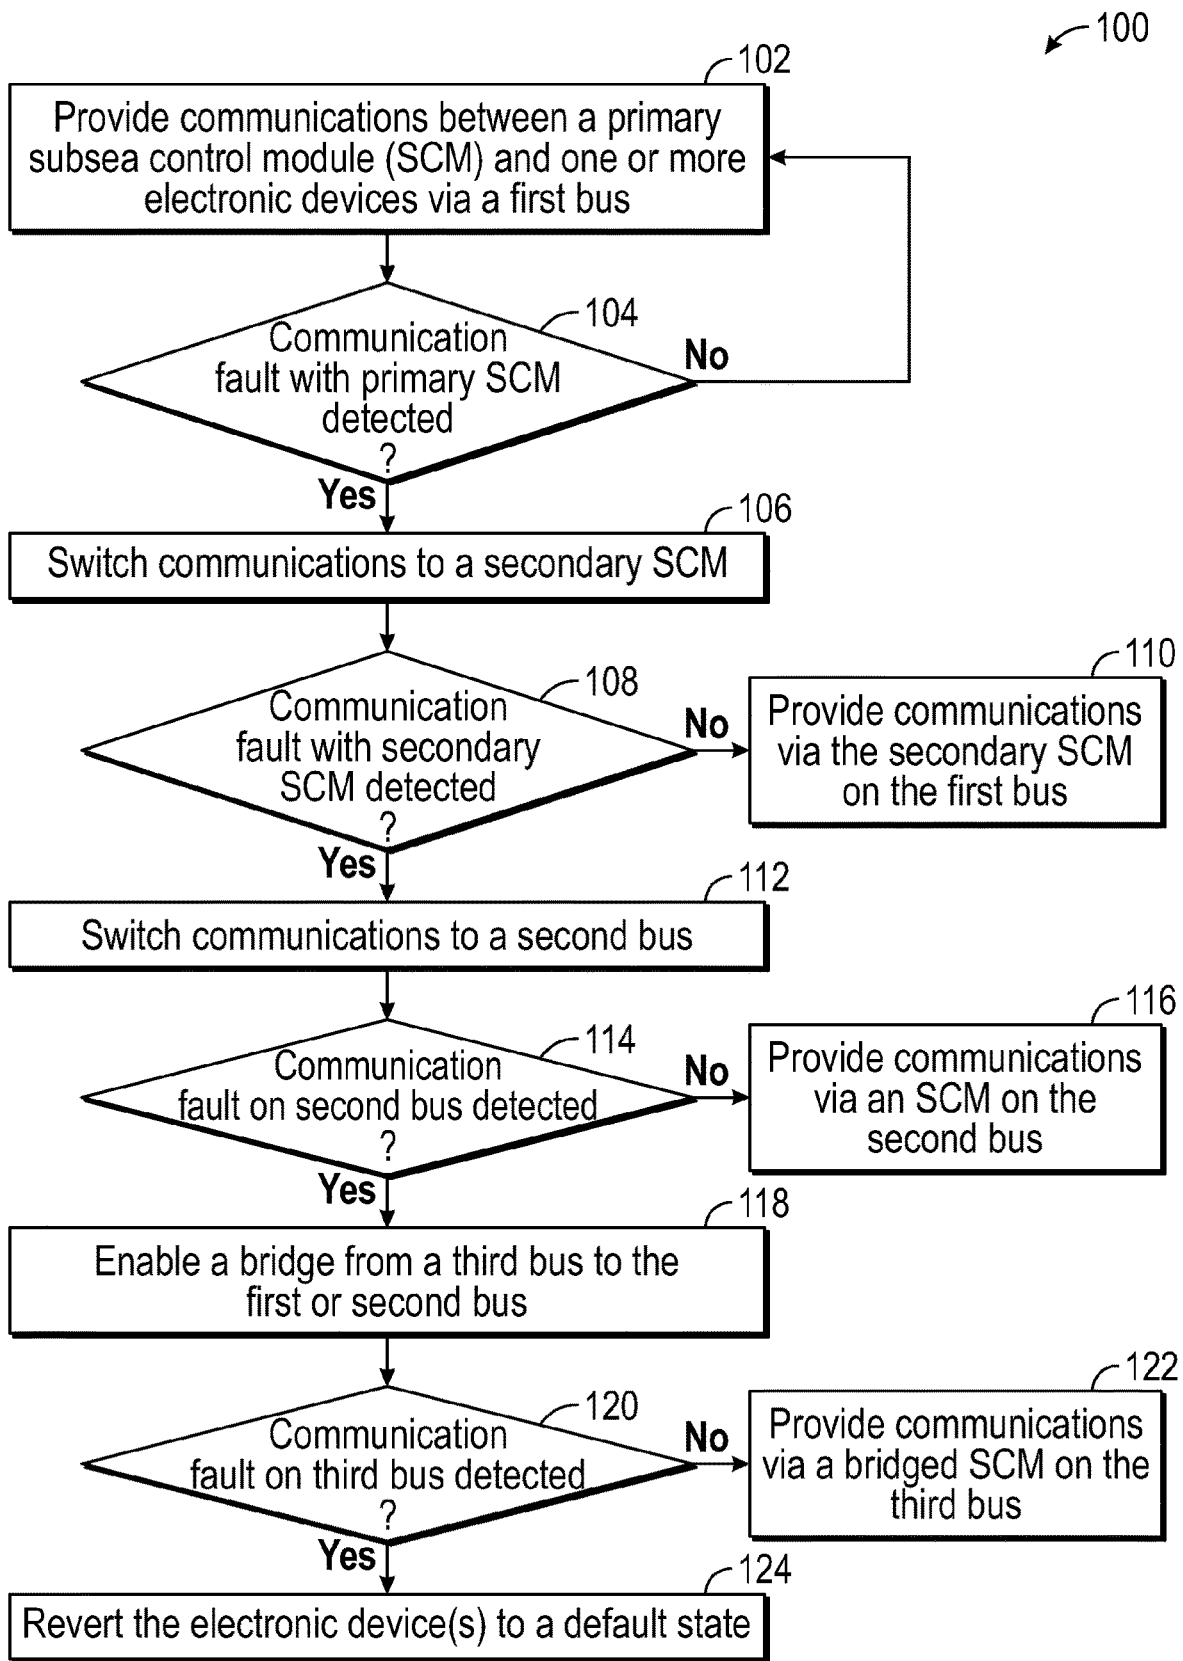 100
102
Provide communications between a primary
subsea control module (SCM) and one or more
electronic devices via a first bus
104
Communication
fault with primary SCM
detected
?
No
Yes
106
Switch communications to a secondary SCM
108
Communication
fault with secondary
SCM detected
?
No
Yes
110
Provide communications
via the secondary SCM
on the first bus
112
Switch communications to a second bus
114
Communication
fault on second bus detected
?
No
Yes
116
Provide communications
via an SCM on the
second bus
118
Enable a bridge from a third bus to the
first or second bus
120
Communication
fault on third bus detected
?
No
Yes
122
Provide communications
via a bridged SCM on the
third bus
124
Revert the electronic device(s) to a default state